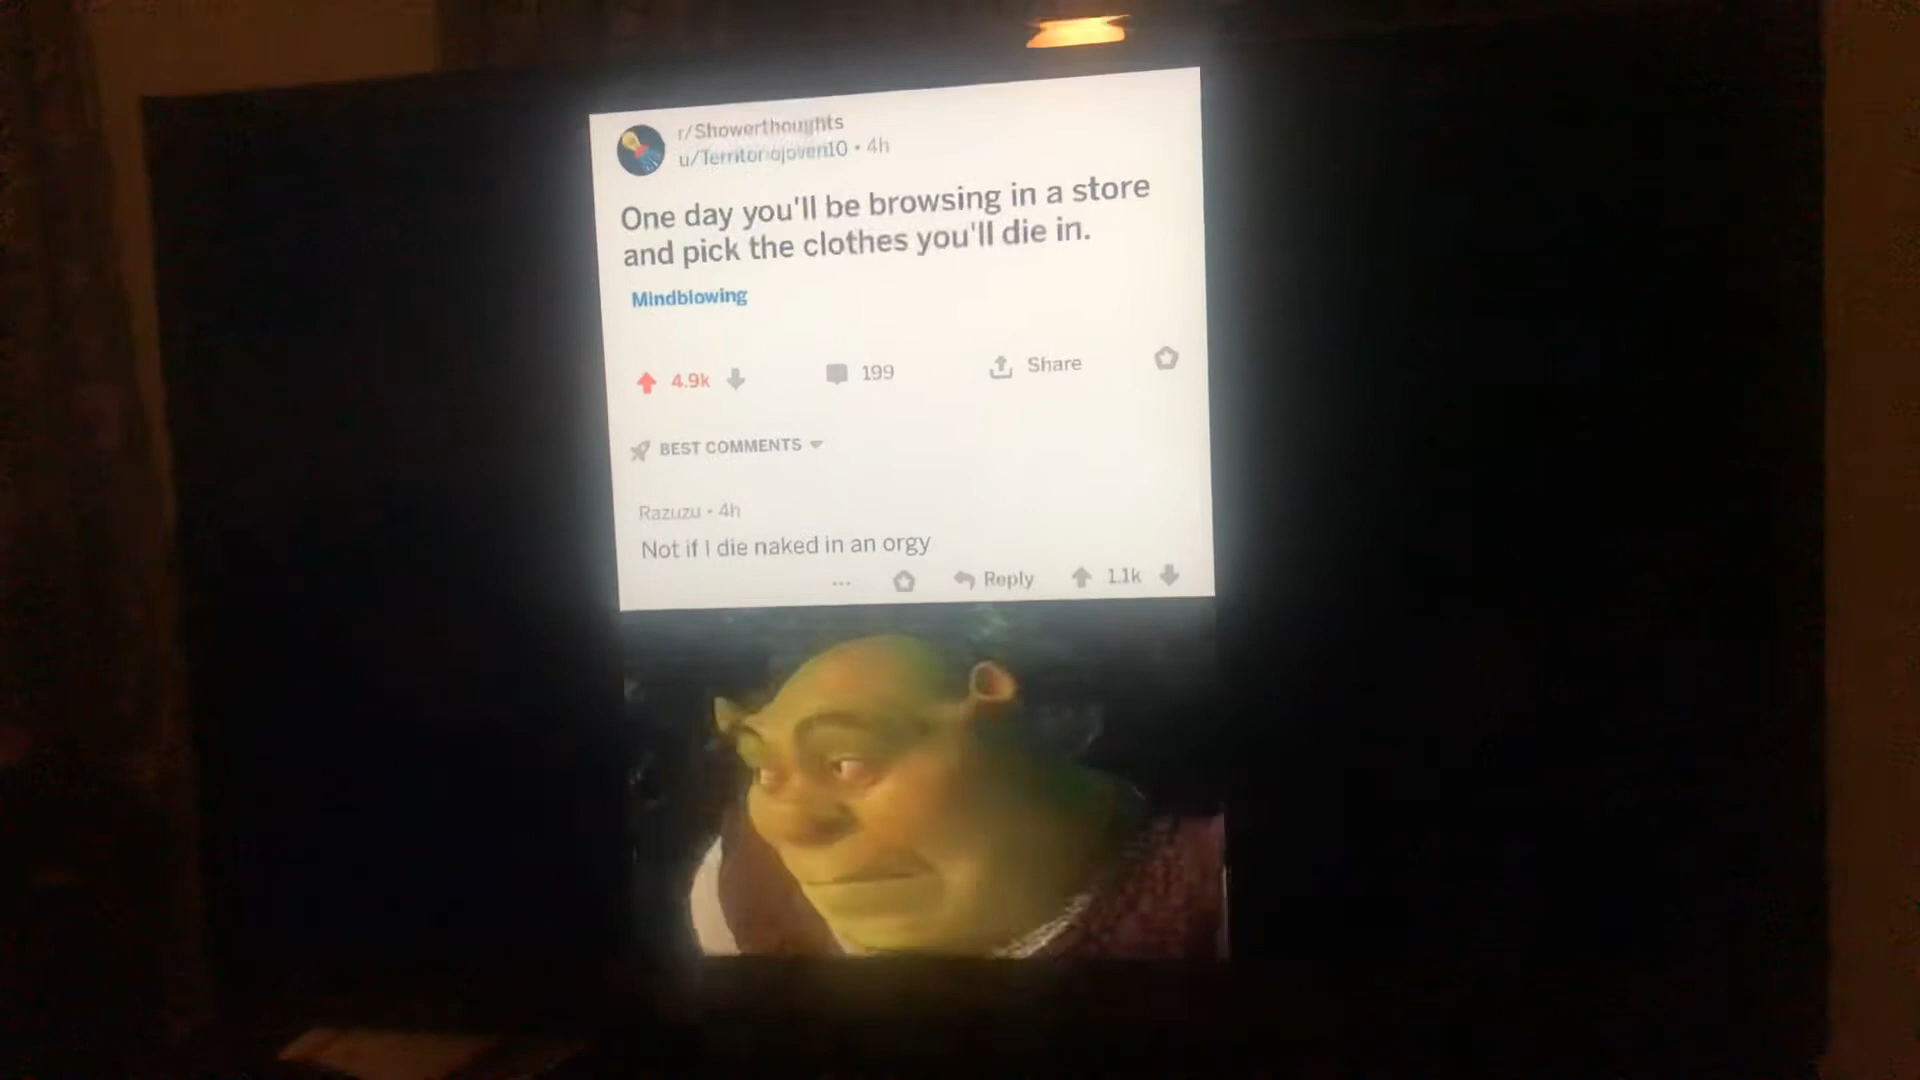 r/Showerthoughts
• 4h
One day you'll be browsing in a store
and pick the clothes you'll die in.
Mindblowing
4.9k 199 Share
BEST COMMENTS
Razuzu • 4h
Not if I die naked in an orgy
... Reply 1.1k